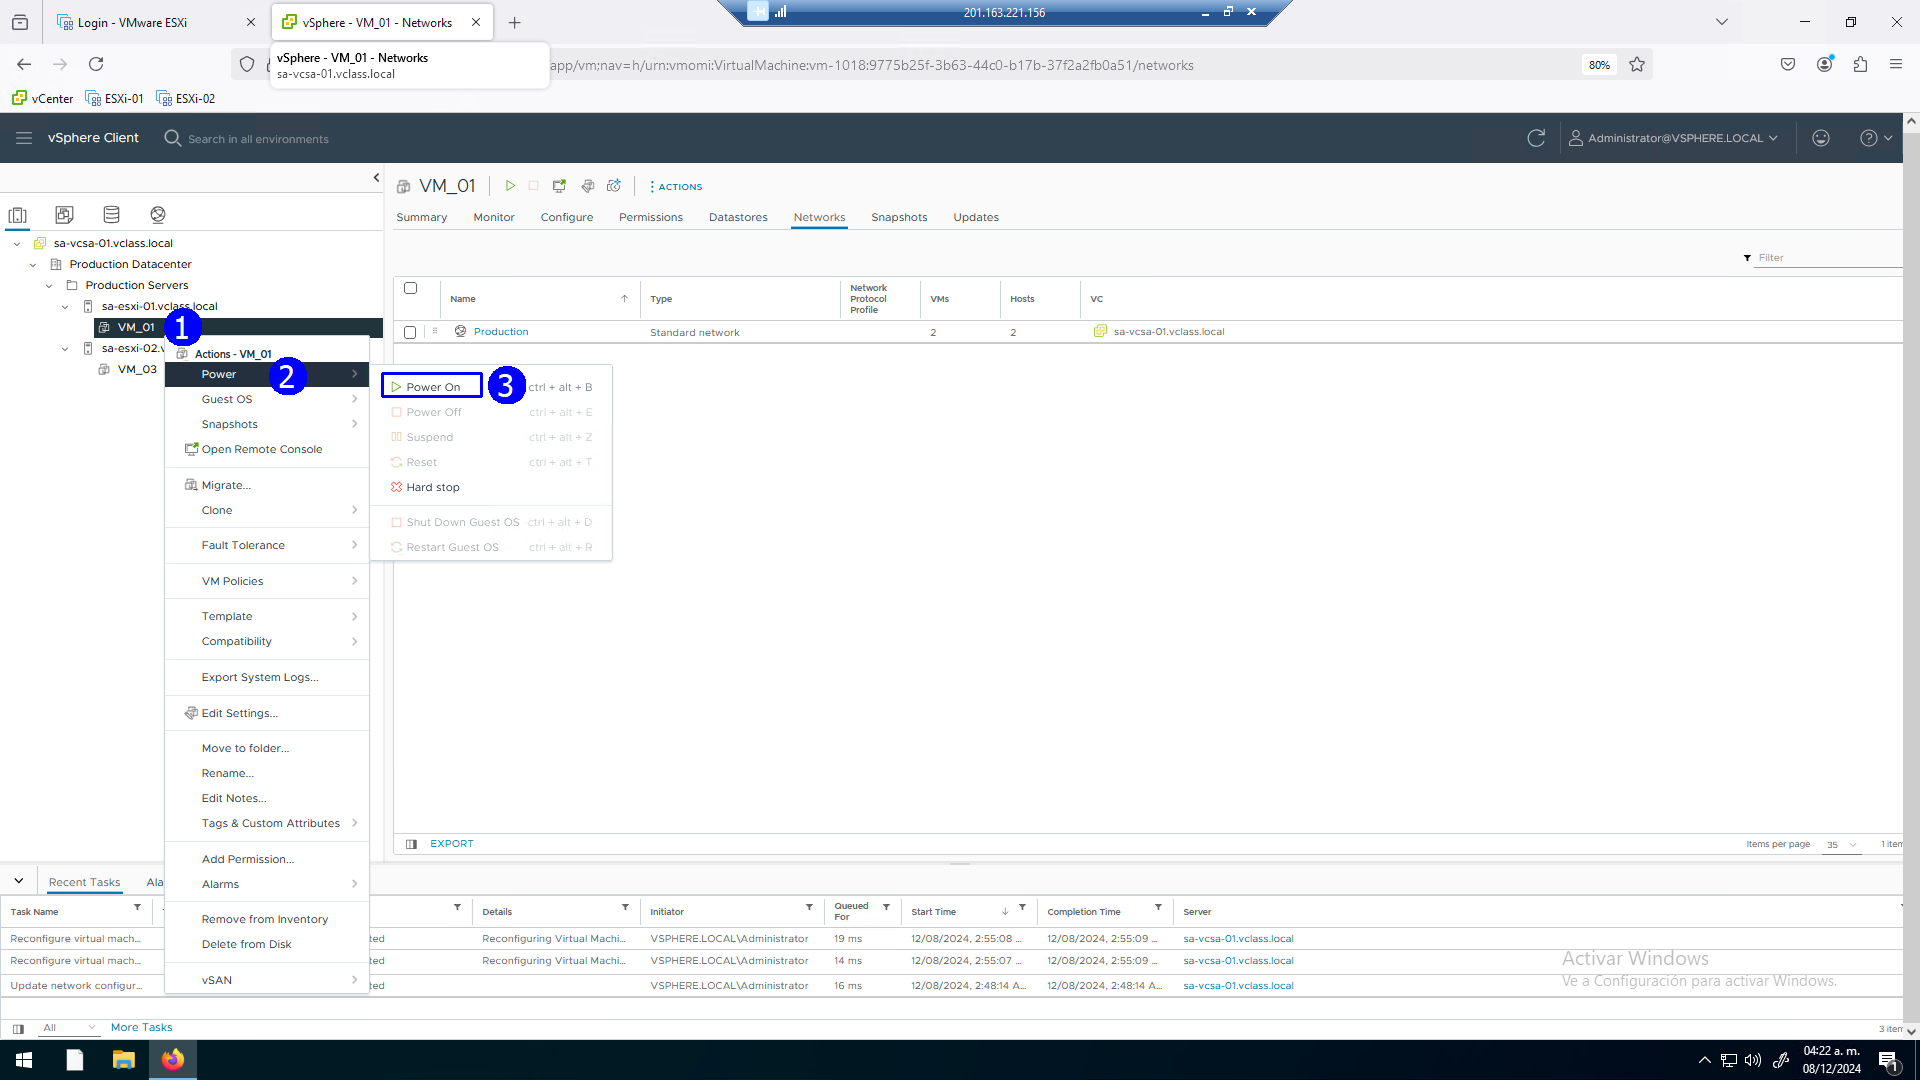 Login - VMware ESXi
vSphere - VM_01 - Networks
201.163.221.156
vSphere - VM_01 - Networks
sa-vcsa-01.vclass.local
app/vm;nav=h/urn:vmomi:VirtualMachine:vm-1018:9775b25f-3b63-44c0-b17b-37f2a2fb0a51/networks
80%
vCenter
ESXi-01
ESXi-02
vSphere Client
Search in all environments
Administrator@VSPHERE.LOCAL
VM_01
ACTIONS
Summary
Monitor
Configure
Permissions
Datastores
Networks
Snapshots
Updates
sa-vcsa-01.vclass.local
Production Datacenter
Production Servers
sa-esxi-01.vclass.local
VM_01
1
sa-esxi-02.v
VM_03
Filter
Name
Type
Network
Protocol
Profile
VMs
Hosts
VC
Production
Standard network
2
2
sa-vcsa-01.vclass.local
Actions - VM_01
Power
2
Guest OS
Snapshots
Open Remote Console
Migrate...
Clone
Fault Tolerance
VM Policies
Template
Compatibility
Export System Logs...
Edit Settings...
Move to folder...
Rename...
Edit Notes...
Tags & Custom Attributes
Add Permission...
Alarms
Remove from Inventory
Delete from Disk
vSAN
Power On
3
ctrl + alt + B
Power Off
ctrl + alt + E
Suspend
ctrl + alt + Z
Reset
ctrl + alt + T
Hard stop
Shut Down Guest OS
ctrl + alt + D
Restart Guest OS
ctrl + alt + R
EXPORT
Items per page
35
1 item
Recent Tasks
Ala
Task Name
Details
Initiator
Queued
For
Start Time
Completion Time
Server
Reconfigure virtual mach...
ted
Reconfiguring Virtual Machi...
VSPHERE.LOCAL\Administrator
19 ms
12/08/2024, 2:55:08 ...
12/08/2024, 2:55:09 ...
sa-vcsa-01.vclass.local
Reconfigure virtual mach...
ted
Reconfiguring Virtual Machi...
VSPHERE.LOCAL\Administrator
14 ms
12/08/2024, 2:55:07 ...
12/08/2024, 2:55:09 ...
sa-vcsa-01.vclass.local
Update network configur...
ted
VSPHERE.LOCAL\Administrator
16 ms
12/08/2024, 2:48:14 A...
12/08/2024, 2:48:14 A...
sa-vcsa-01.vclass.local
Activar Windows
Ve a Configuración para activar Windows.
All
More Tasks
3 item
04:22 a. m.
08/12/2024
1